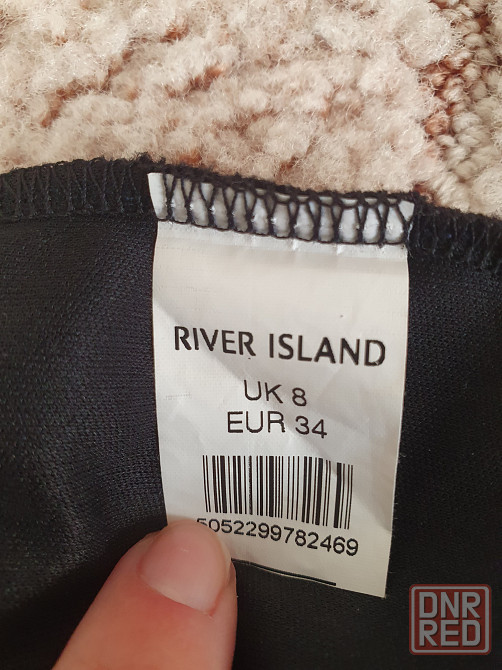 RIVER ISLAND
UK 8
EUR 34
5052299782469
DNR
RED